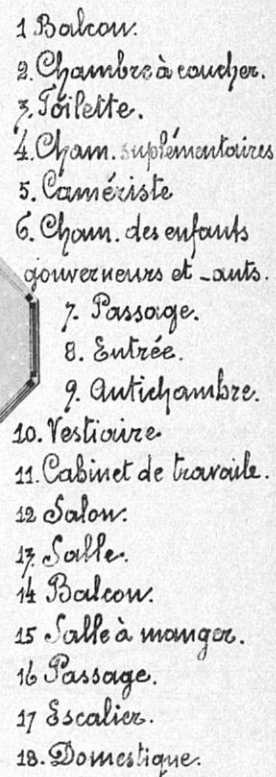 1 Balcon.
2. Chambre à coucher.
3. Toilette.
4. Cham. suplémentaires
5. Camériste
6. Cham. des enfants
gouverneurs et _ants.
7. Passage.
8. Entrée.
9. Antichambre.
10. Vestiaire
11. Cabinet de travaile.
12 Salon.
13 Salle.
14 Balcon.
15 Salle à manger.
16 Passage.
17 Escalier.
18. Domestique.